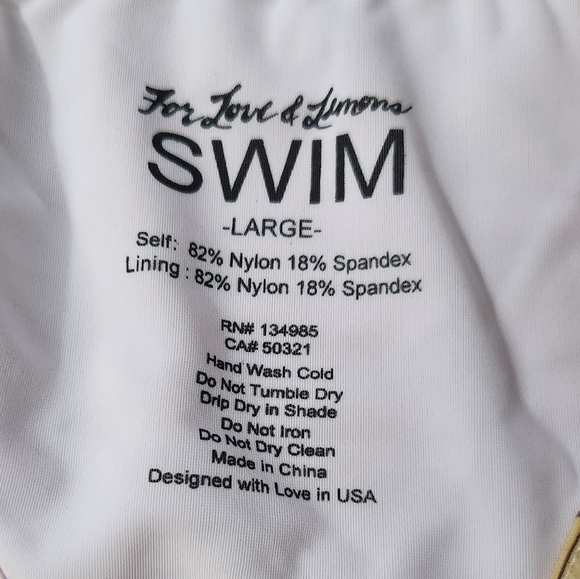 For Love & Lemons
SWIM
-LARGE-
Self: 82% Nylon 18% Spandex
Lining : 82% Nylon 18% Spandex
RN# 134985
CA# 50321
Hand Wash Cold
Do Not Tumble Dry
Drip Dry in Shade
Do Not Iron
Do Not Dry Clean
Made in China
Designed with Love in USA